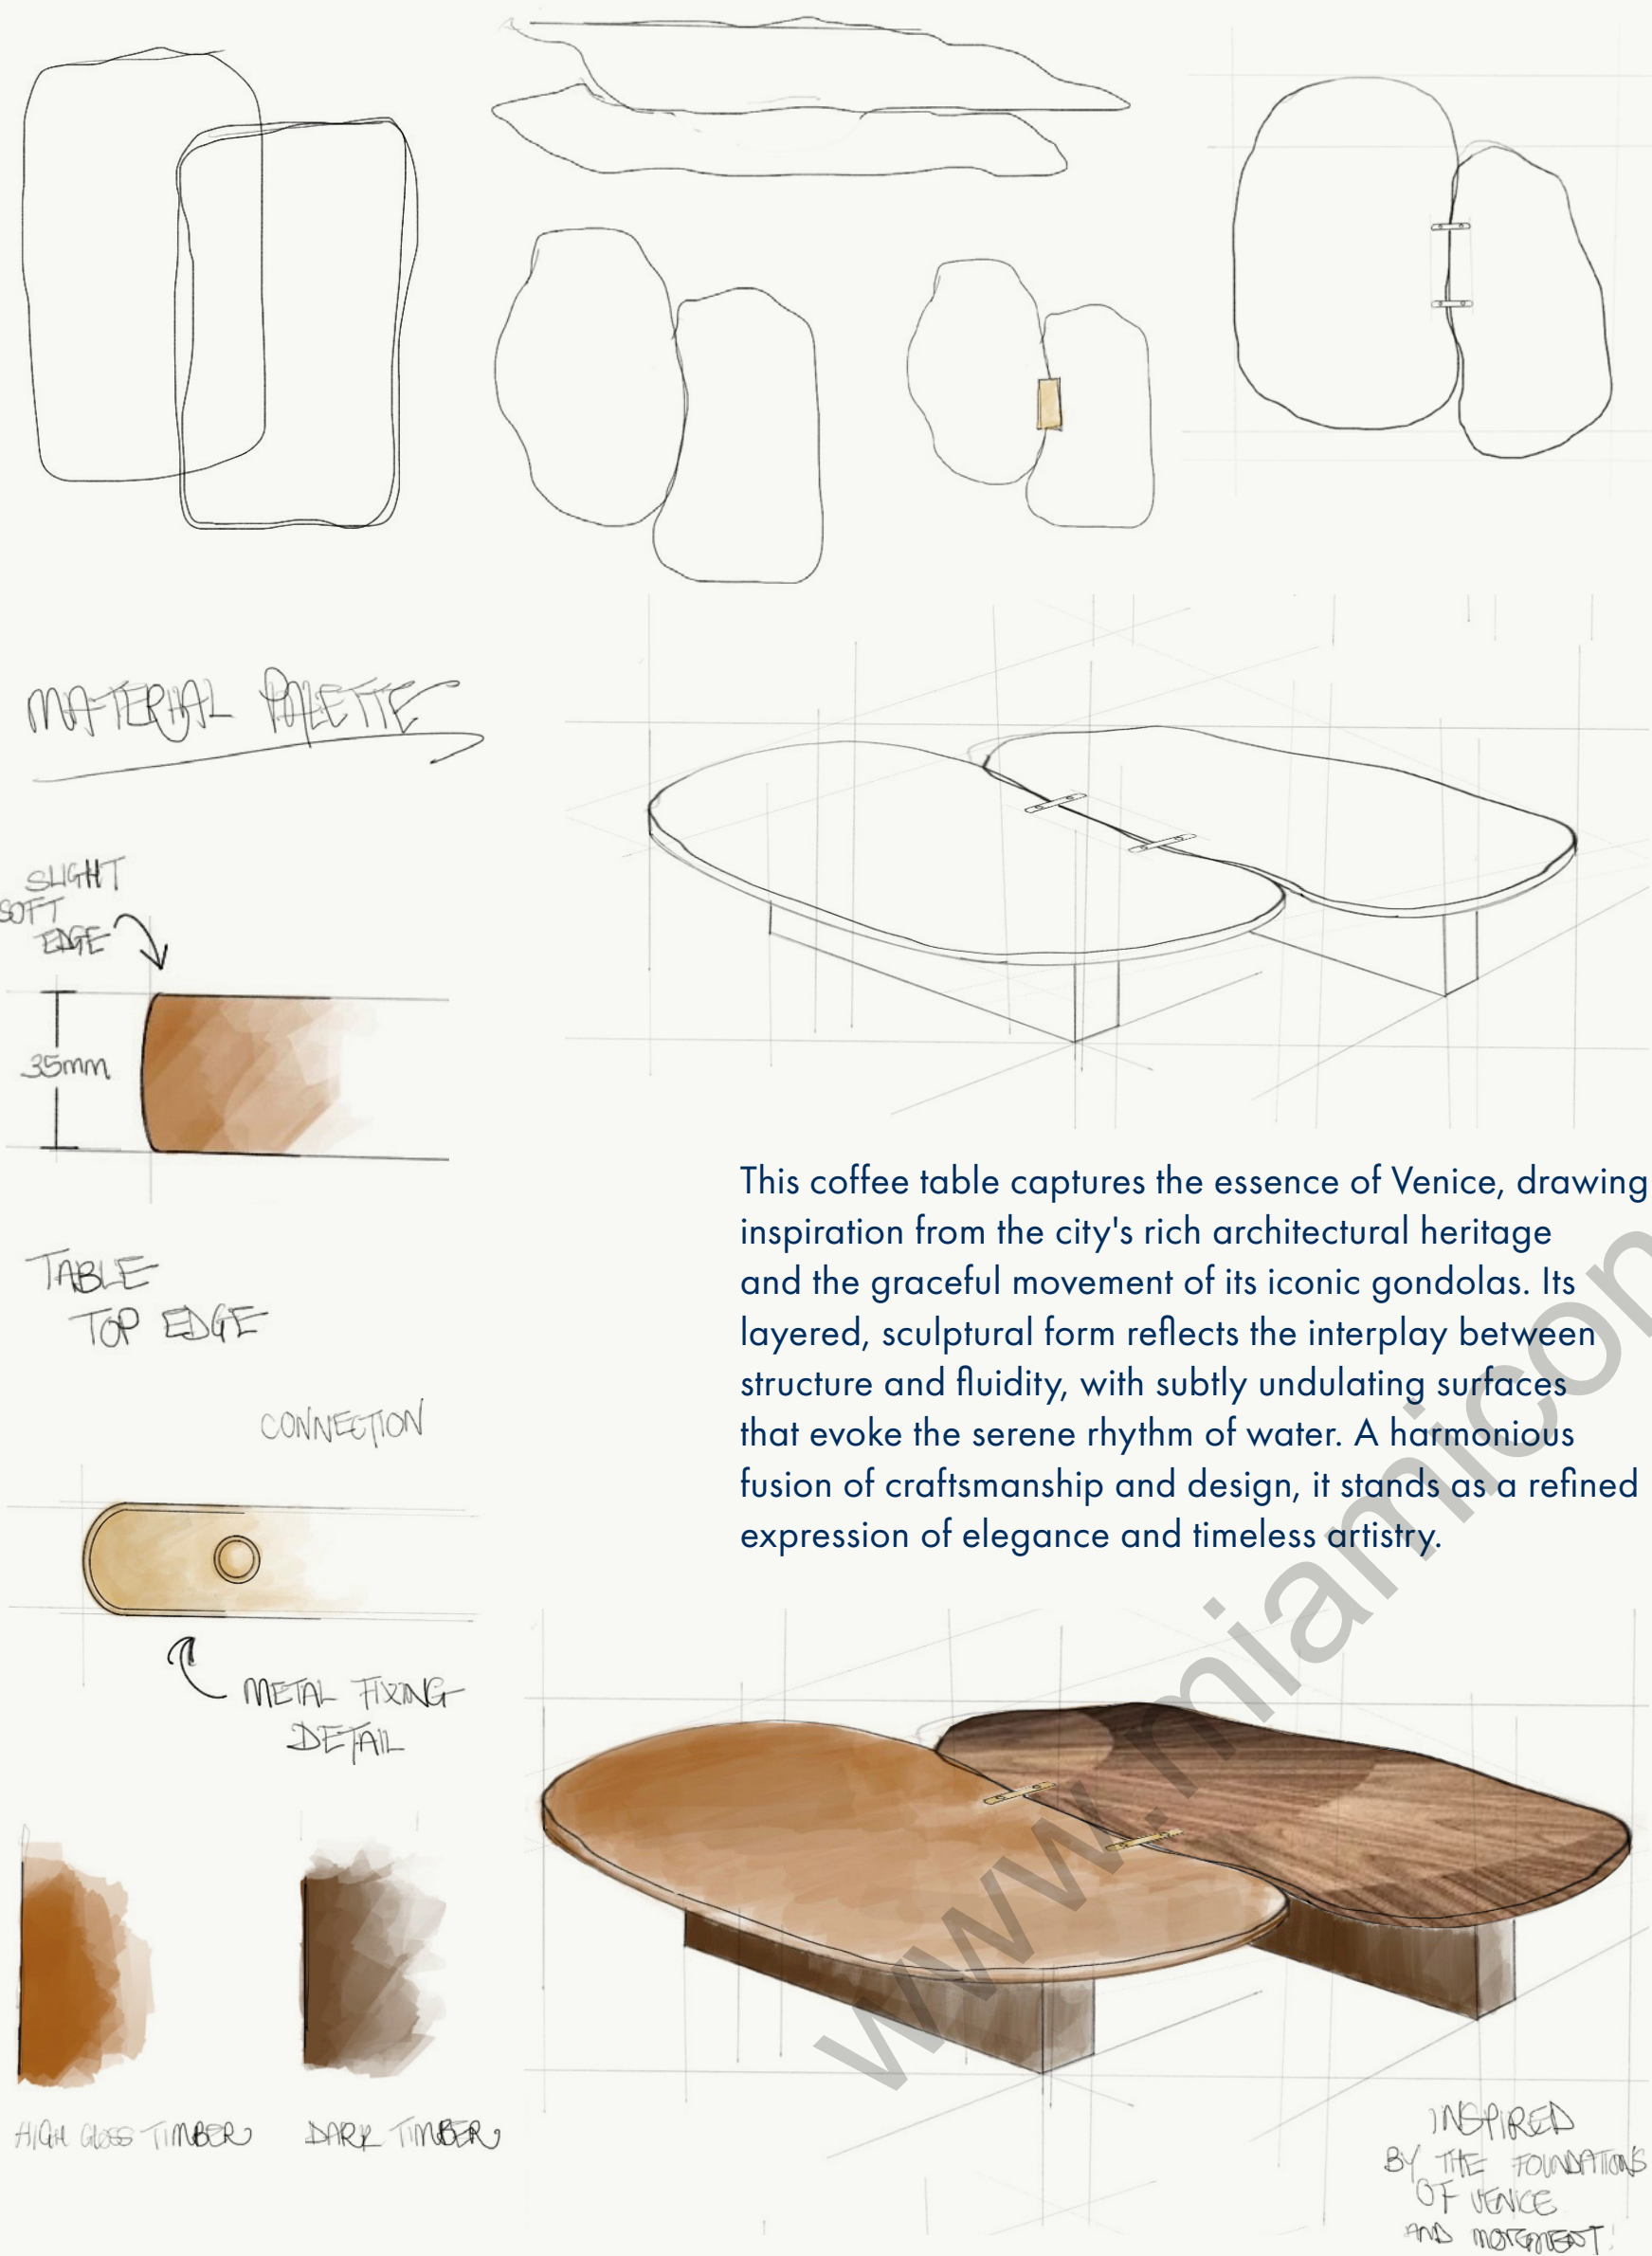 MATERIAL PALETTE
SLIGHT
SOFT
EDGE
35mm
TABLE
TOP EDGE
This coffee table captures the essence of Venice, drawing
inspiration from the city's rich architectural heritage
and the graceful movement of its iconic gondolas. Its
layered, sculptural form reflects the interplay between
structure and fluidity, with subtly undulating surfaces
that evoke the serene rhythm of water. A harmonious
fusion of craftsmanship and design, it stands as a refined
expression of elegance and timeless artistry.
CONNECTION
METAL FIXING
DETAIL
HIGH GLOSS TIMBER
DARK TIMBER
INSPIRED
BY THE FOUNDATIONS
OF VENICE
AND MOVEMENT.
www.miamicon